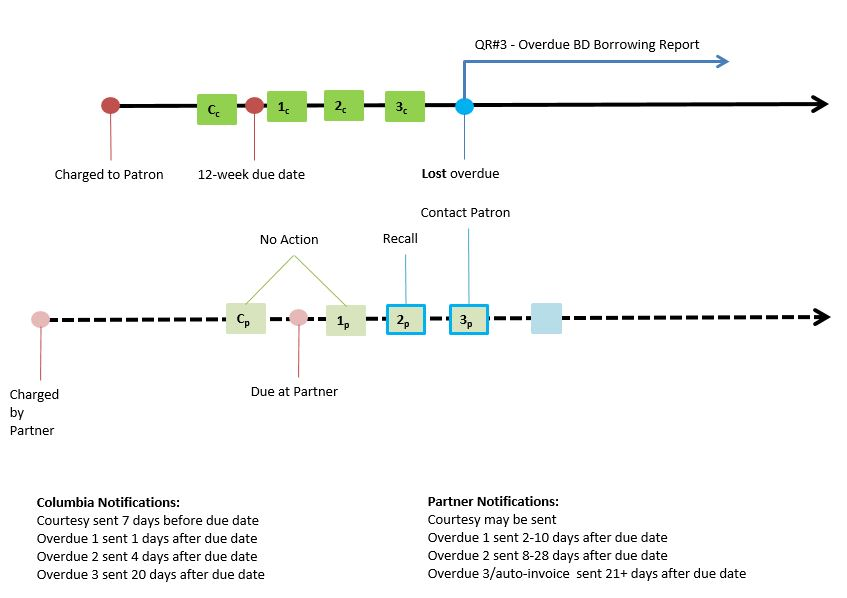 QR#3 - Overdue BD Borrowing Report
Cc
1c
2c
3c
Charged to Patron
12-week due date
Lost overdue
Contact Patron
No Action
Recall
Cp
1p
2p
3p
Due at Partner
Charged
by
Partner
Columbia Notifications:
Courtesy sent 7 days before due date
Overdue 1 sent 1 days after due date
Overdue 2 sent 4 days after due date
Overdue 3 sent 20 days after due date
Partner Notifications:
Courtesy may be sent
Overdue 1 sent 2-10 days after due date
Overdue 2 sent 8-28 days after due date
Overdue 3/auto-invoice  sent 21+ days after due date